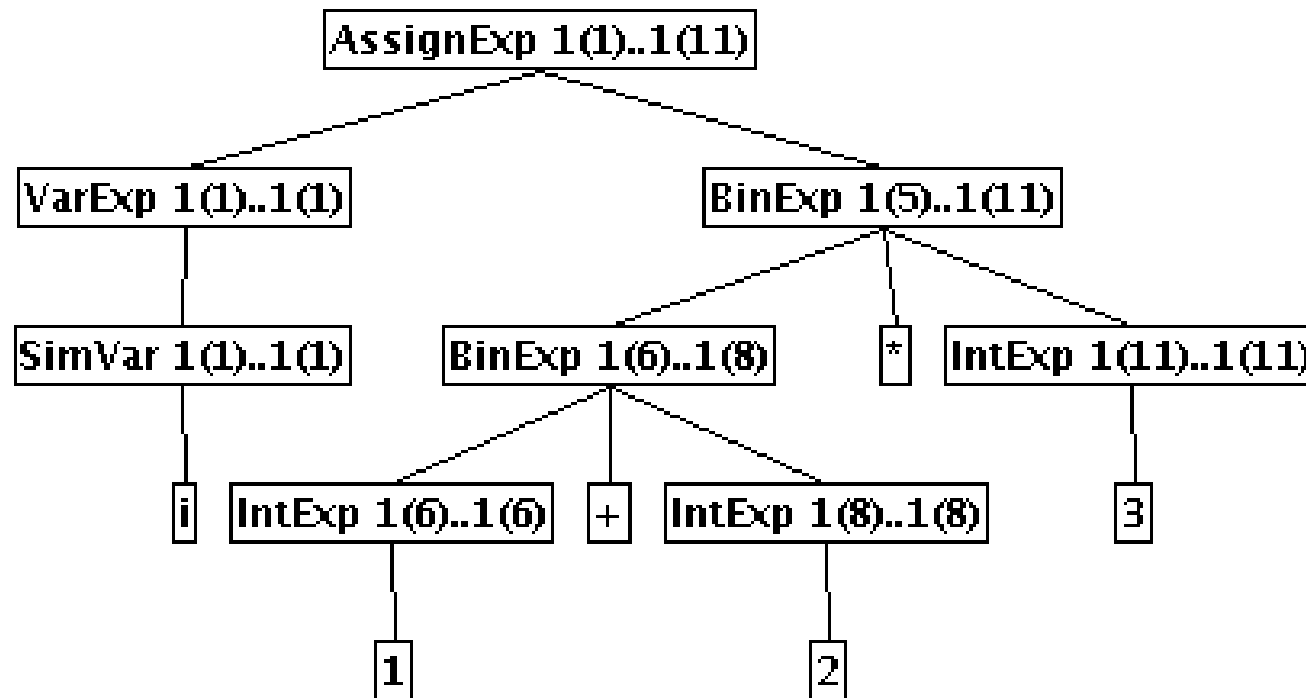 AssignExp 1(1)..1(11)
VarExp 1(1)..1(1) BinExp 1(5)..1(11)
SimVar 1(1)..1(1) BinExp 1(6)..1(8) * IntExp 1(11)..1(11)
i IntExp 1(6)..1(6) + IntExp 1(8)..1(8) 3
1 2